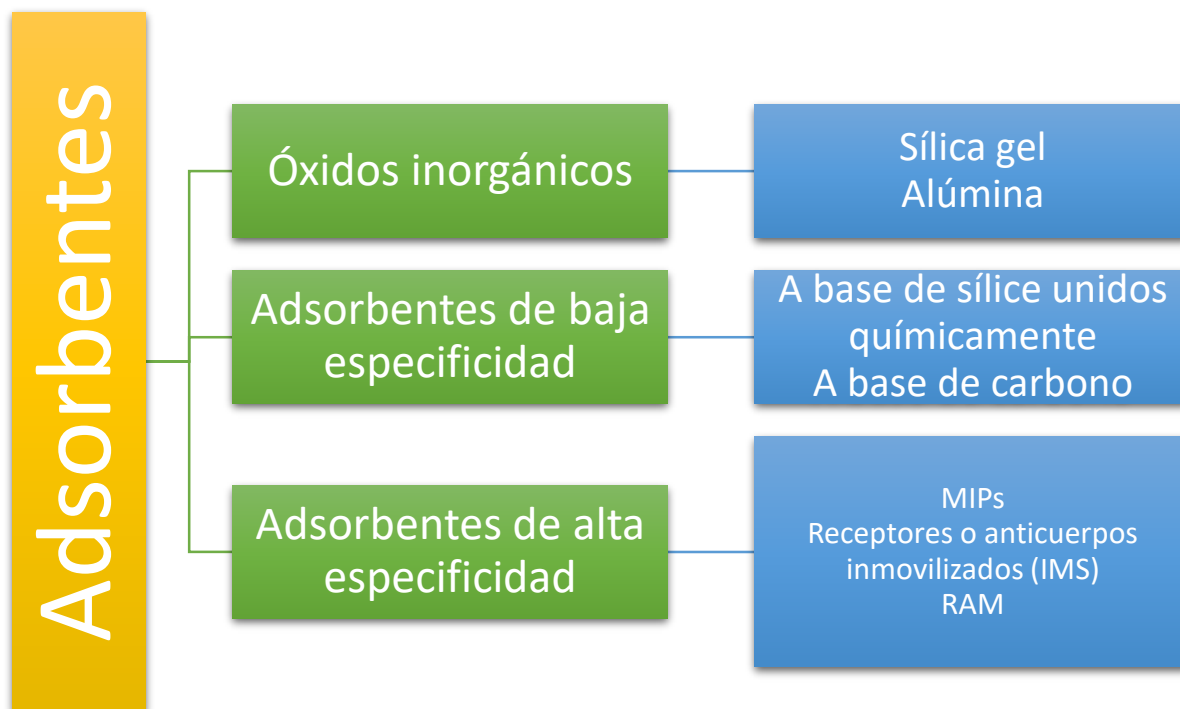 Adsorbentes
Óxidos inorgánicos
Sílica gel
Alúmina
Adsorbentes de baja
especificidad
A base de sílice unidos
químicamente
A base de carbono
Adsorbentes de alta
especificidad
MIPs
Receptores o anticuerpos
inmovilizados (IMS)
RAM